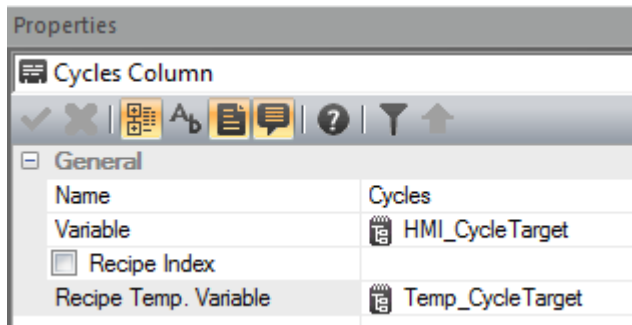 Properties
Cycles Column
General
Name Cycles
Variable HMI_CycleTarget
Recipe Index
Recipe Temp. Variable Temp_CycleTarget